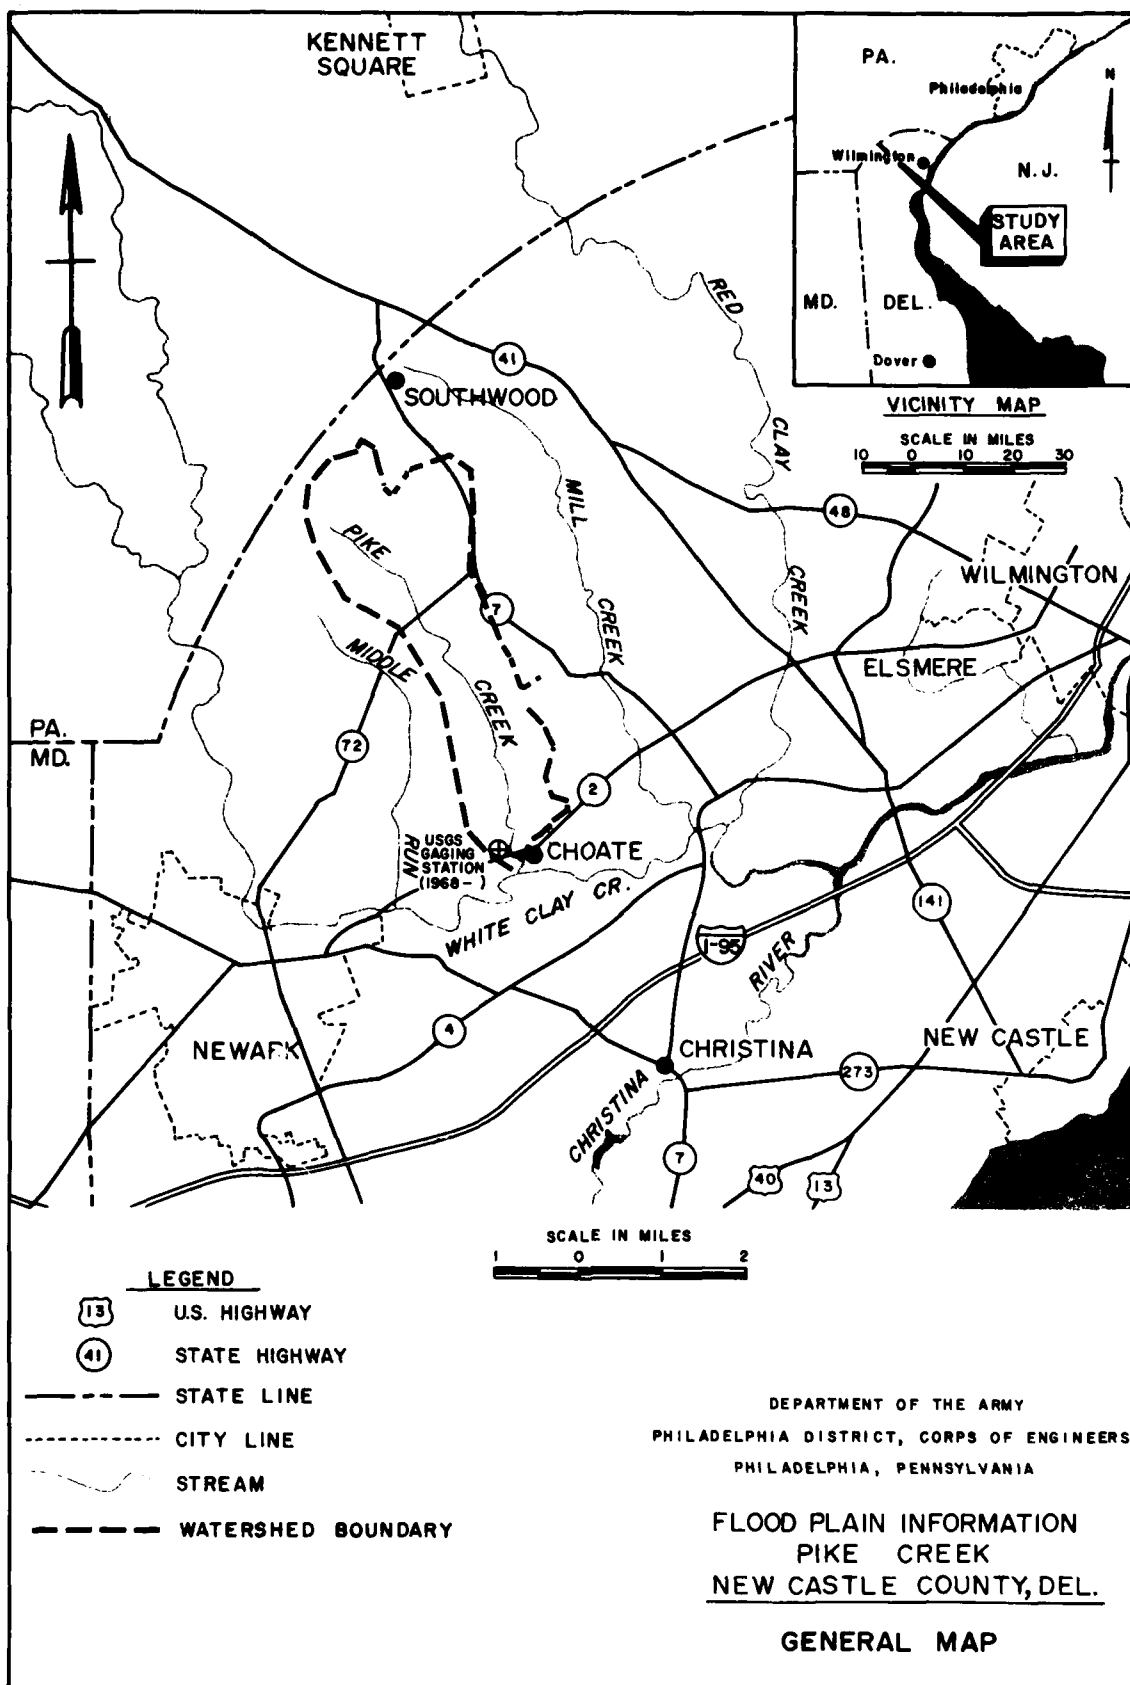 KENNETT
SQUARE
PA.
Philadelphia
N
Wilmington
N.J.
STUDY
AREA
MD.
DEL.
Dover
VICINITY MAP
SCALE IN MILES
10 0 10 20 30
RED
CLAY
CREEK
41
SOUTHWOOD
MILL
CREEK
48
PIKE
CREEK
7
WILMINGTON
MIDDLE
RUN
ELSMERE
PA.
MD.
72
2
USGS
GAGING
STATION
(1968- )
CHOATE
WHITE CLAY CR.
141
I-95
RIVER
4
NEWARK
CHRISTINA
NEW CASTLE
273
CHRISTINA
7
40
13
SCALE IN MILES
1 0 1 2
LEGEND
13 U.S. HIGHWAY
41 STATE HIGHWAY
STATE LINE
CITY LINE
STREAM
WATERSHED BOUNDARY
DEPARTMENT OF THE ARMY
PHILADELPHIA DISTRICT, CORPS OF ENGINEERS
PHILADELPHIA, PENNSYLVANIA
FLOOD PLAIN INFORMATION
PIKE CREEK
NEW CASTLE COUNTY, DEL.
GENERAL MAP